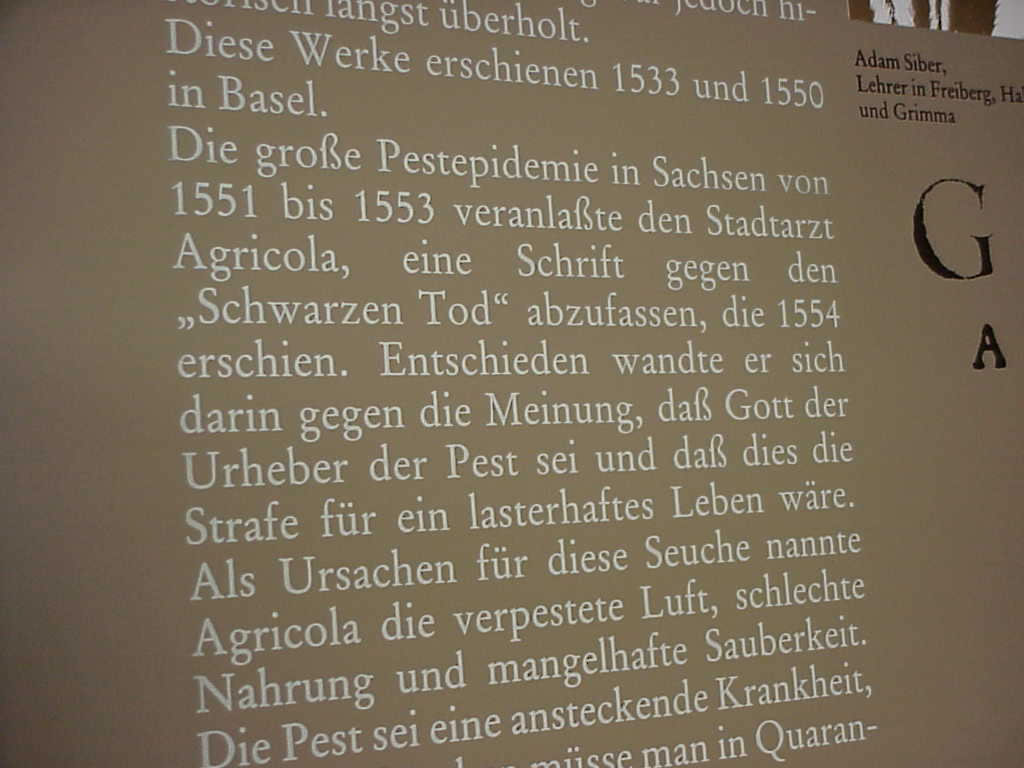 jedoch hi-
längst überholt.
Diese Werke erschienen 1533 und 1550
in Basel.
Die große Pestepidemie in Sachsen von
1551 bis 1553 veranlaßte den Stadtarzt
Agricola, eine Schrift gegen den
„Schwarzen Tod“ abzufassen, die 1554
erschien. Entschieden wandte er sich
darin gegen die Meinung, daß Gott der
Urheber der Pest sei und daß dies die
Strafe für ein lasterhaftes Leben wäre.
Als Ursachen für diese Seuche nannte
Agricola die verpestete Luft, schlechte
Nahrung und mangelhafte Sauberkeit.
Die Pest sei eine ansteckende Krankheit,
müsse man in Quaran-
Adam Siber,
Lehrer in Freiberg,
und Grimma
G
A